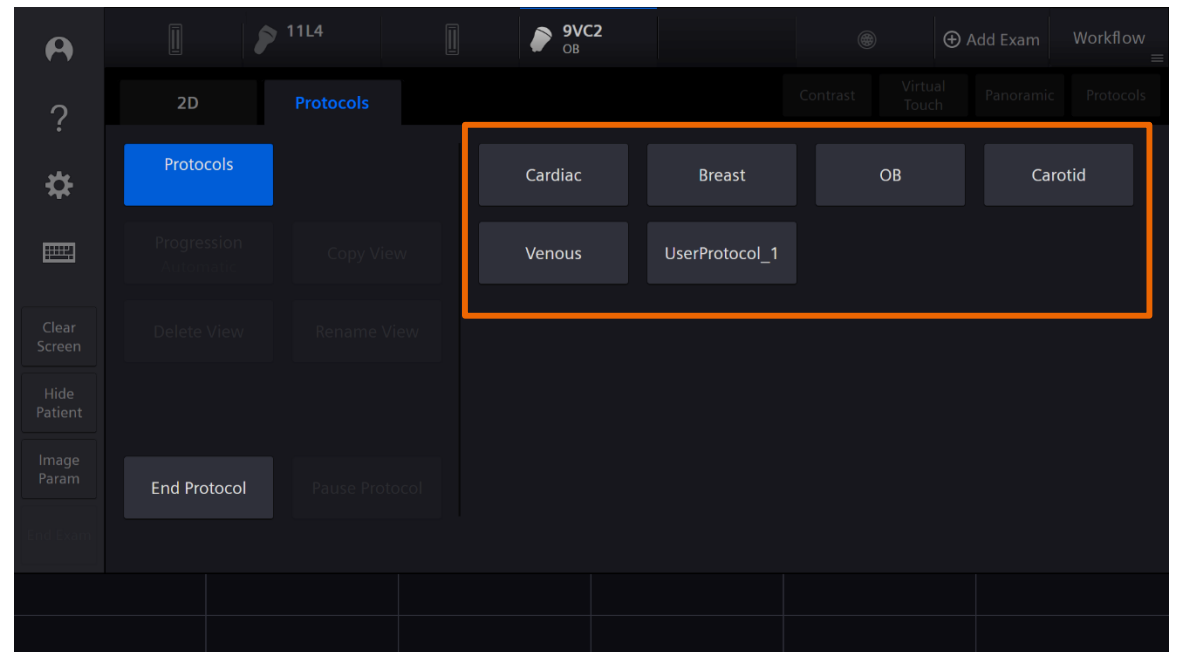 11L4
9VC2
OB
Add Exam
Workflow
2D
Protocols
Contrast
Virtual
Touch
Panoramic
Protocols
Protocols
Cardiac
Breast
OB
Carotid
Progression
Automatic
Copy View
Venous
UserProtocol_1
Delete View
Rename View
Clear
Screen
Hide
Patient
Image
Param
End Protocol
Pause Protocol